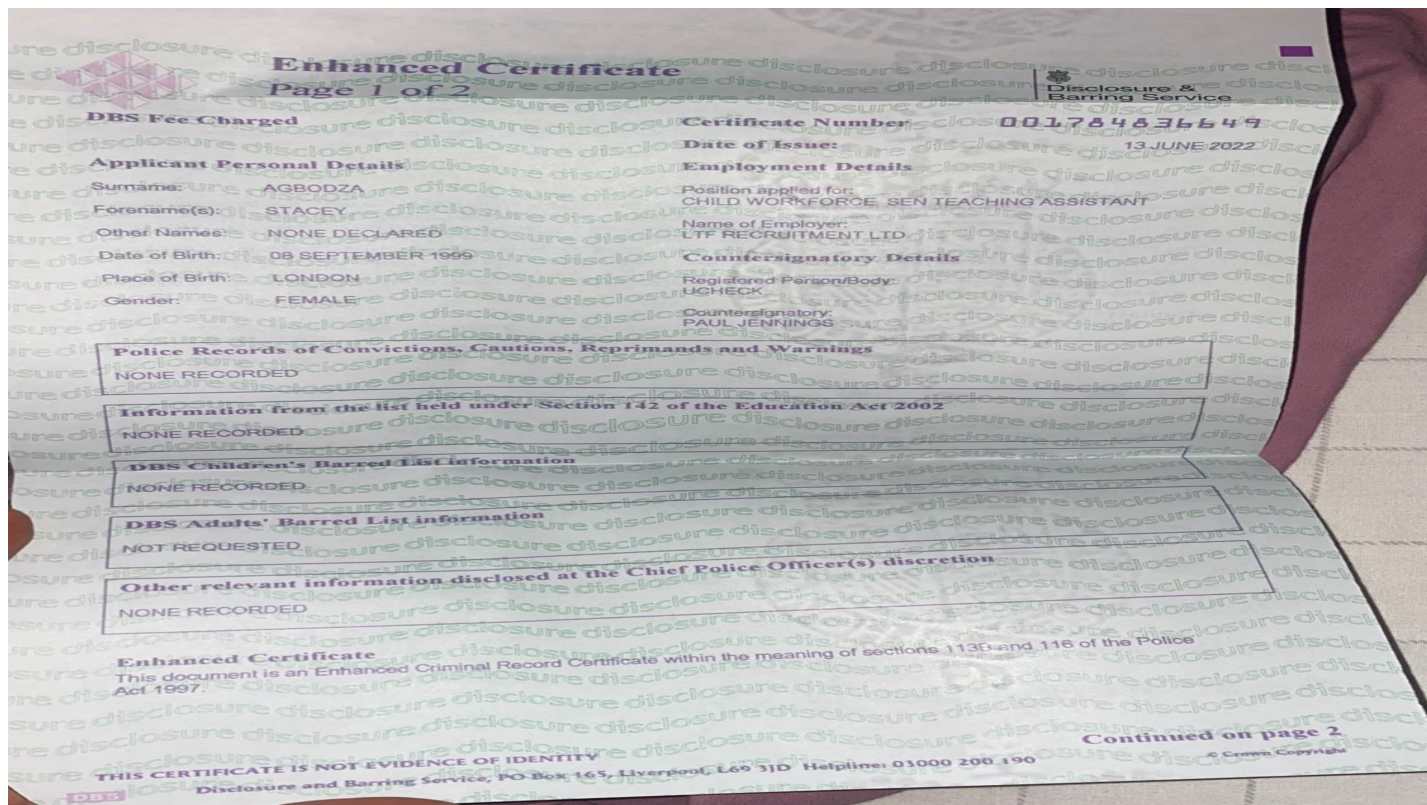 Enhanced Certificate
Page 1 of 2
Disclosure &
Barring Service
DBS Fee Charged
Certificate Number 001784836649
Date of Issue: 13 JUNE 2022
Applicant Personal Details
Surname: AGBODZA
Forename(s): STACEY
Other Names: NONE DECLARED
Date of Birth: 08 SEPTEMBER 1999
Place of Birth: LONDON
Gender: FEMALE
Employment Details
Position applied for:
CHILD WORKFORCE SEN TEACHING ASSISTANT
Name of Employer:
LTF RECRUITMENT LTD
Countersignatory Details
Registered Person/Body:
UCHECK
Countersignatory:
PAUL JENNINGS
Police Records of Convictions, Cautions, Reprimands and Warnings
NONE RECORDED
Information from the list held under Section 142 of the Education Act 2002
NONE RECORDED
DBS Children's Barred List information
NONE RECORDED
DBS Adults' Barred List information
NOT REQUESTED
Other relevant information disclosed at the Chief Police Officer(s) discretion
NONE RECORDED
Enhanced Certificate
This document is an Enhanced Criminal Record Certificate within the meaning of sections 113B and 116 of the Police
Act 1997.
Continued on page 2
THIS CERTIFICATE IS NOT EVIDENCE OF IDENTITY
© Crown Copyright
DBS
Disclosure and Barring Service, PO Box 165, Liverpool, L69 3JD Helpline: 03000 200 190